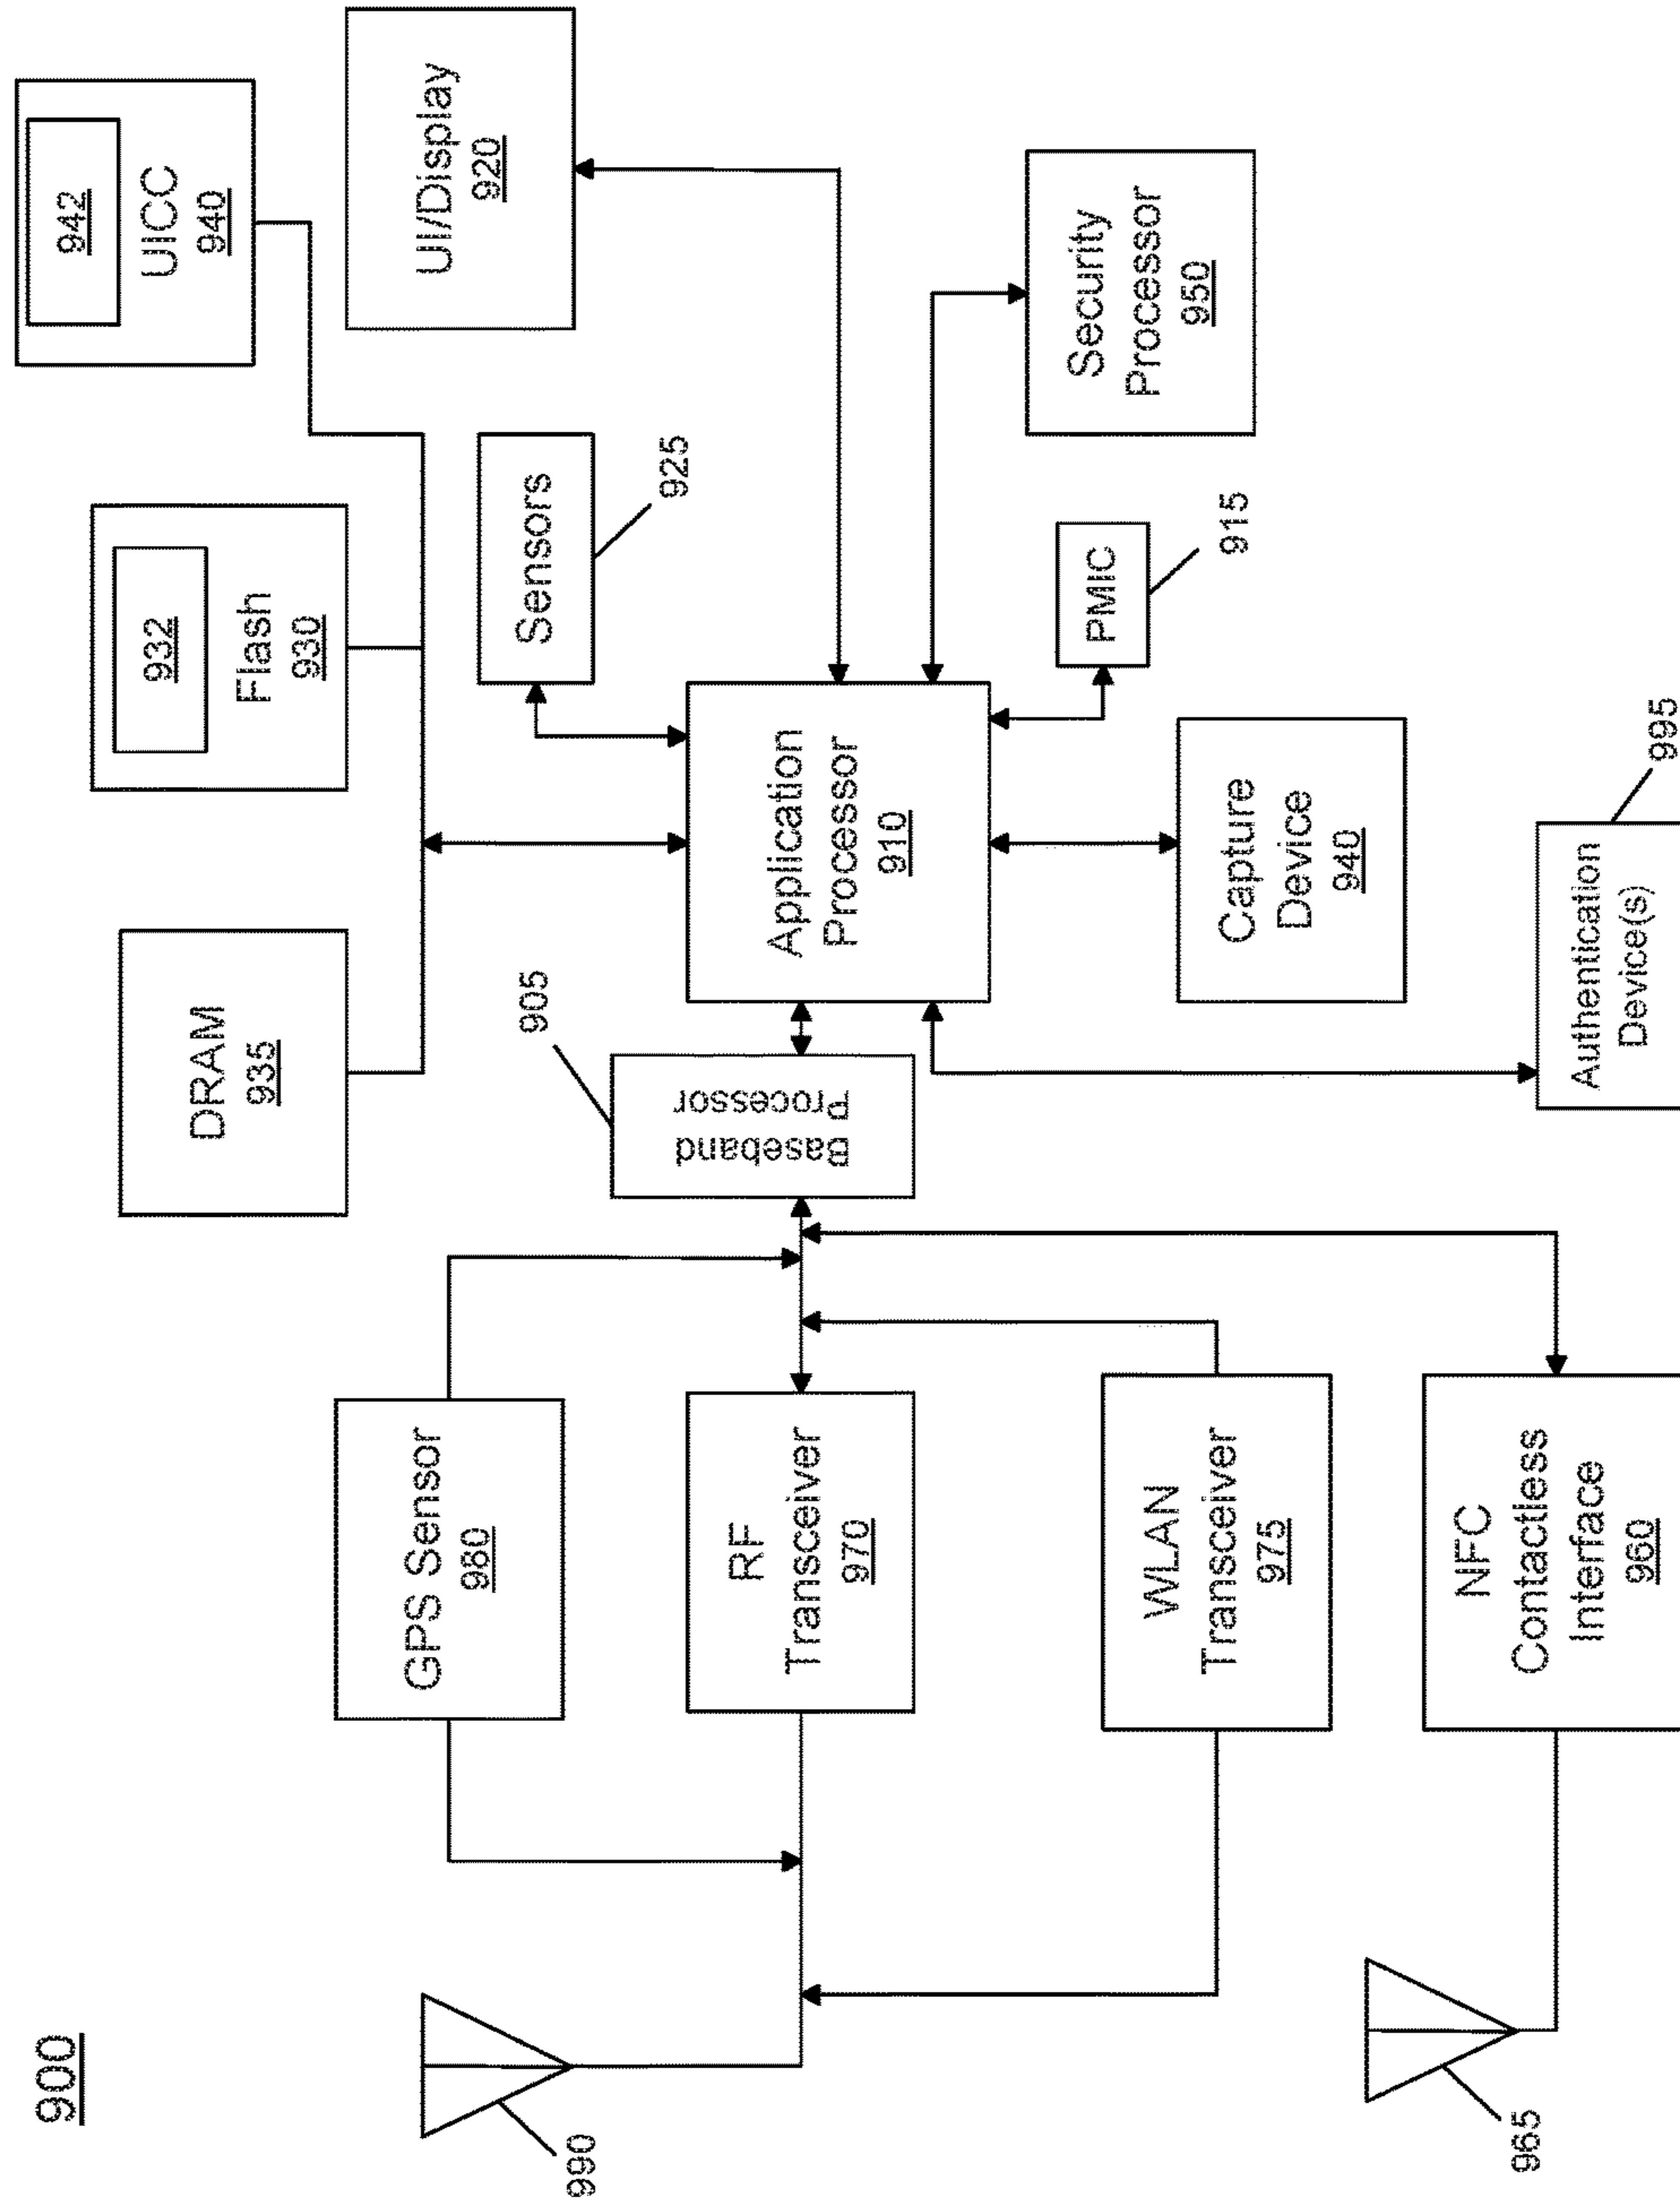 900
DRAM
935
932
Flash
930
942
UICC
940
UI/Display
920
Sensors
925
GPS Sensor
980
990
905
Baseband
Processor
Application
Processor
910
RF
Transceiver
970
PMIC
915
Security
Processor
950
WLAN
Transceiver
975
Capture
Device
940
NFC
Contactless
Interface
960
965
Authentication
Device(s)
995